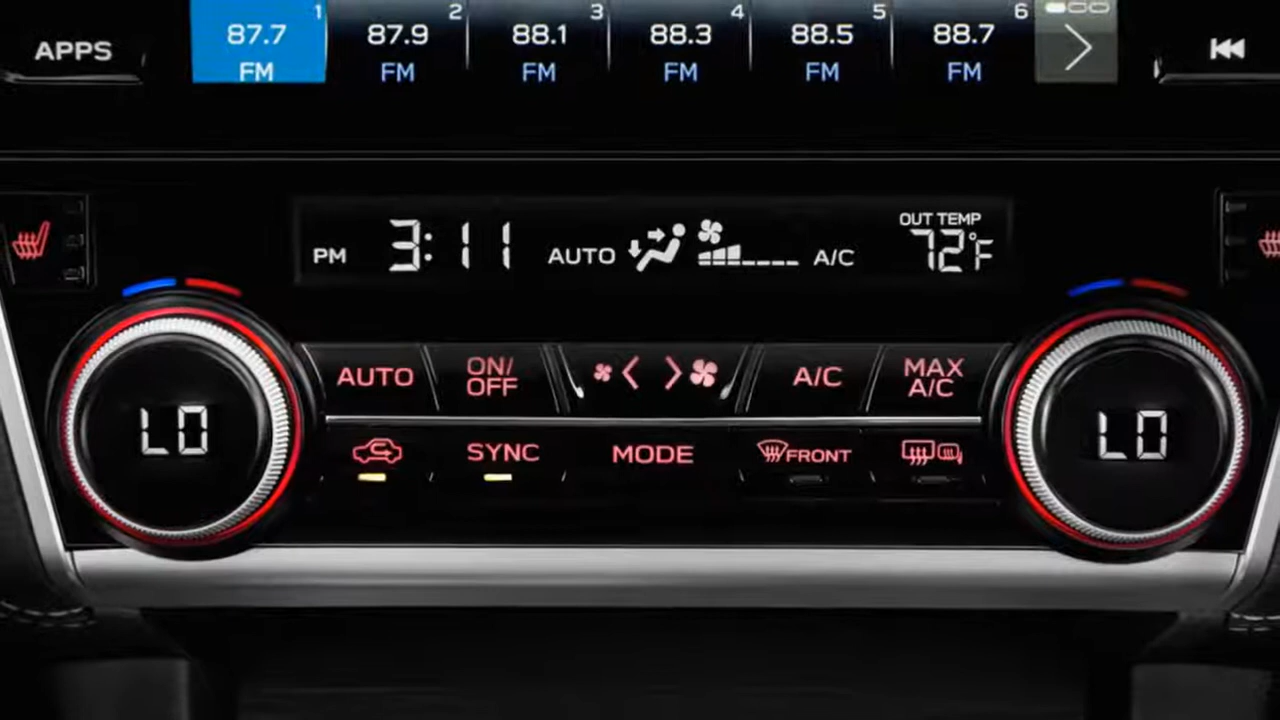 1 2 3 4 5 6
APPS 87.7 87.9 88.1 88.3 88.5 88.7
FM FM FM FM FM FM
OUT TEMP
PM 3:11 AUTO A/C 72°F
AUTO ON/OFF A/C MAX A/C
LO LO
SYNC MODE FRONT